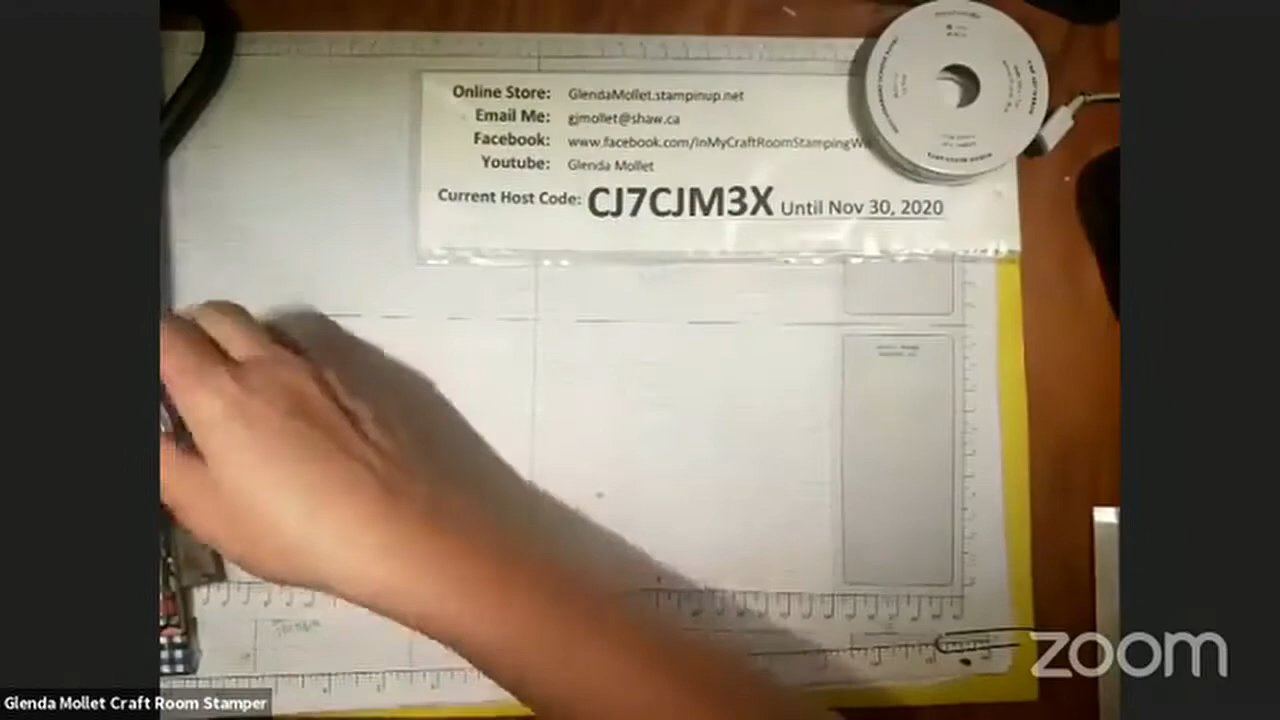 Online Store: GlendaMollet.stampinup.net
Email Me: gjmollet@shaw.ca
Facebook: www.facebook.com/InMyCraftRoomStampingW
Youtube: Glenda Mollet
Current Host Code: CJ7CJM3X Until Nov 30, 2020
zoom
Glenda Mollet Craft Room Stamper